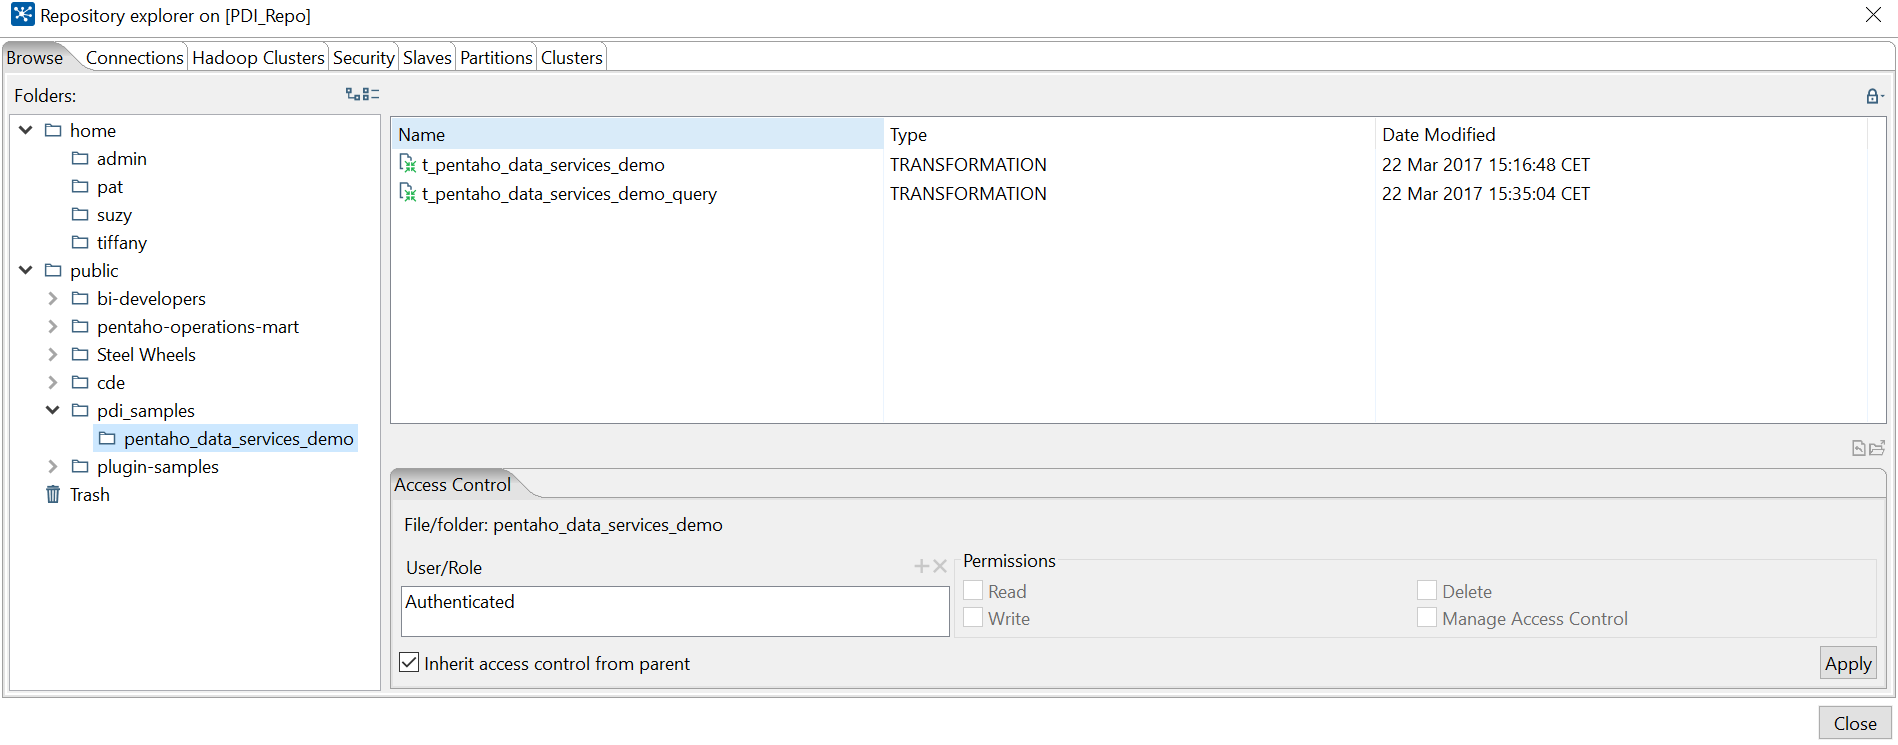 Repository explorer on [PDI_Repo]
Browse Connections Hadoop Clusters Security Slaves Partitions Clusters
Folders:
home
admin
pat
suzy
tiffany
public
bi-developers
pentaho-operations-mart
Steel Wheels
cde
pdi_samples
pentaho_data_services_demo
plugin-samples
Trash
Name Type Date Modified
t_pentaho_data_services_demo TRANSFORMATION 22 Mar 2017 15:16:48 CET
t_pentaho_data_services_demo_query TRANSFORMATION 22 Mar 2017 15:35:04 CET
Access Control
File/folder: pentaho_data_services_demo
User/Role
Authenticated
Permissions
Read Delete
Write Manage Access Control
Inherit access control from parent
Apply
Close